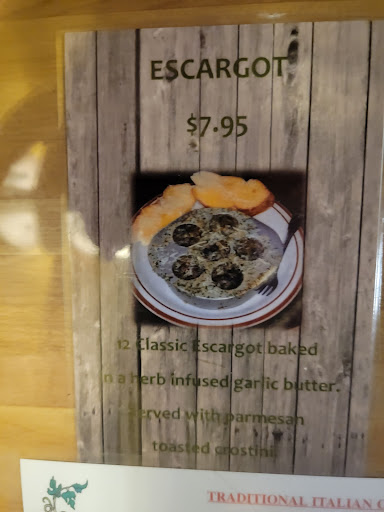 ESCARGOT
$7.95
12 Classic Escargot baked
n a herb infused garlic butter.
Served with parmesan
toasted crostini
TRADITIONAL ITALIAN